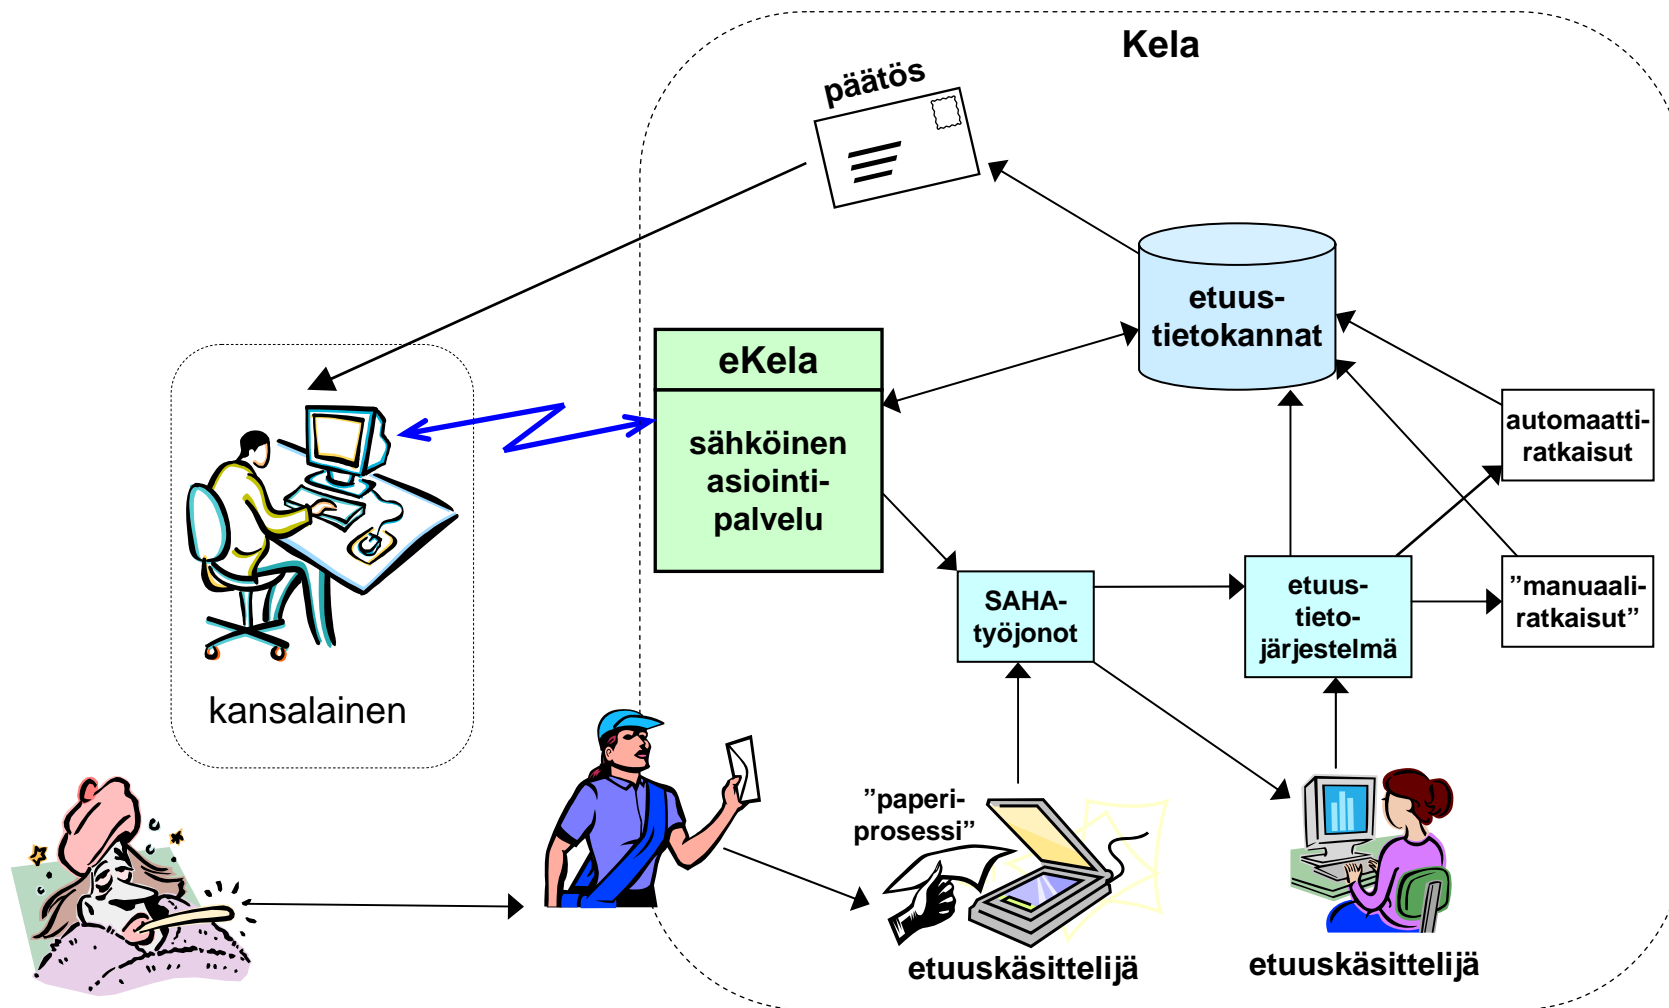 Kela
päätös
etuus-
tietokannat
eKela
sähköinen
asiointi-
palvelu
automaatti-
ratkaisut
SAHA-
työjonot
etuus-
tieto-
järjestelmä
”manuaali-
ratkaisut”
kansalainen
”paperi-
prosessi”
etuuskäsittelijä
etuuskäsittelijä